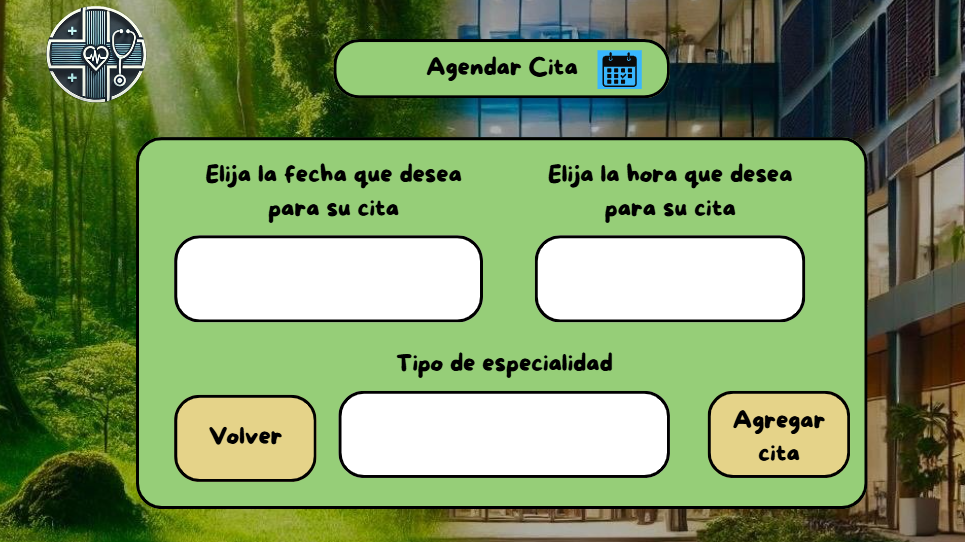 Agendar Cita
Elija la fecha que desea
para su cita
Elija la hora que desea
para su cita
Tipo de especialidad
Volver
Agregar
cita